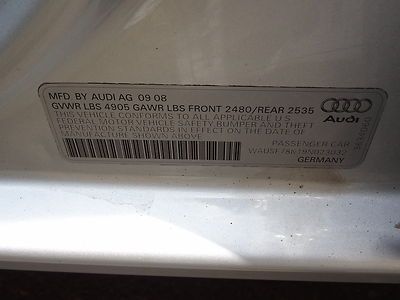 MFD. BY AUDI AG 09 08
GVWR LBS 4905 GAWR LBS FRONT 2480/REAR 2535
THIS VEHICLE CONFORMS TO ALL APPLICABLE U.S.
FEDERAL MOTOR VEHICLE SAFETY, BUMPER AND THEFT
PREVENTION STANDARDS IN EFFECT ON THE DATE OF
MANUFACTURE SHOWN ABOVE.
Audi
PASSENGER CAR
GERMANY